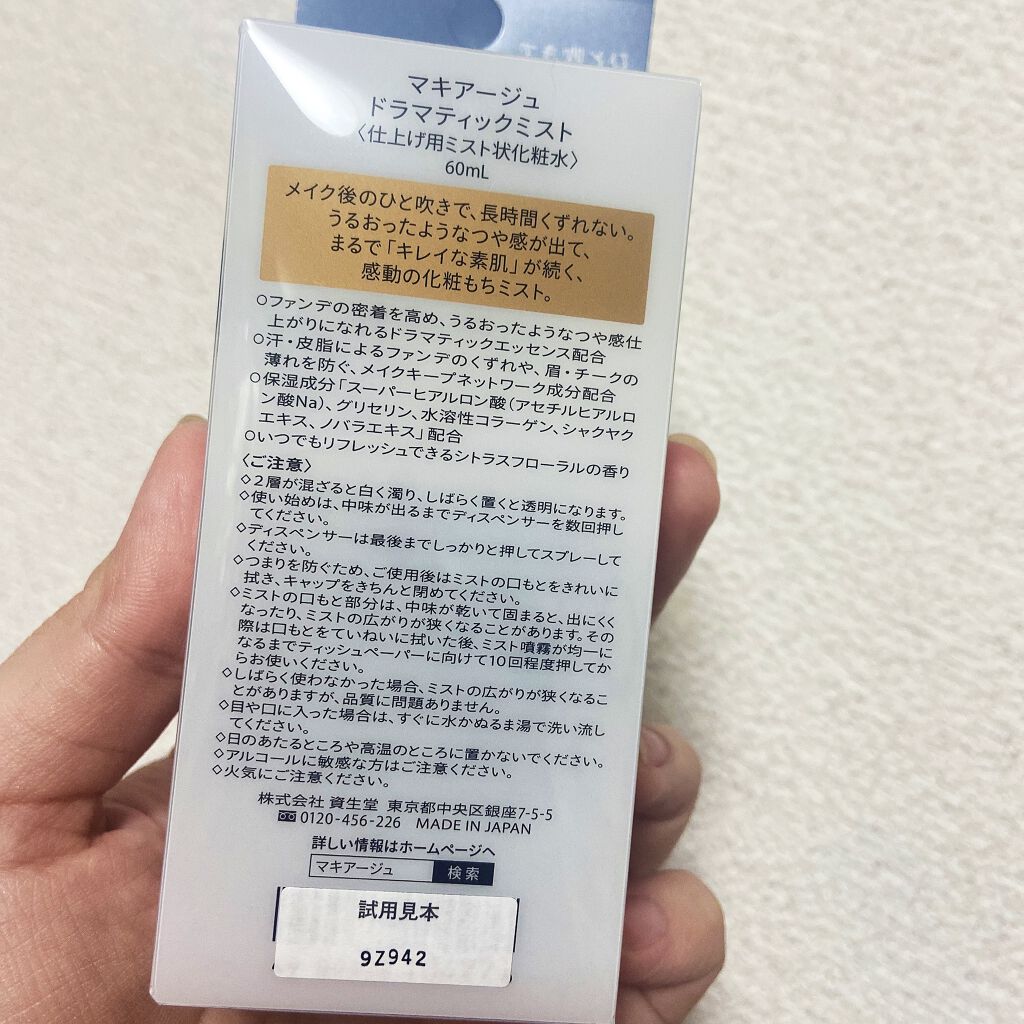 ひと吹きで
マキアージュ
ドラマティックミスト
〈仕上げ用ミスト状化粧水〉
60mL
メイク後のひと吹きで、長時間くずれない。
うるおったようなつや感が出て、
まるで「キレイな素肌」が続く、
感動の化粧もちミスト。
○ファンデの密着を高め、うるおったようなつや感仕
上がりになれるドラマティックエッセンス配合
○汗・皮脂によるファンデのくずれや、眉・チークの
薄れを防ぐ、メイクキープネットワーク成分配合
○保湿成分「スーパーヒアルロン酸（アセチルヒアルロ
ン酸Na）、グリセリン、水溶性コラーゲン、シャクヤク
エキス、ノバラエキス」配合
○いつでもリフレッシュできるシトラスフローラルの香り
〈ご注意〉
◇2層が混ざると白く濁り、しばらく置くと透明になります。
◇使い始めは、中味が出るまでディスペンサーを数回押し
てください。
◇ディスペンサーは最後までしっかりと押してスプレーして
ください。
◇つまりを防ぐため、ご使用後はミストの口もとをきれいに
拭き、キャップをきちんと閉めてください。
◇ミストの口もと部分は、中味が乾いて固まると、出にくく
なったり、ミストの広がりが狭くなることがあります。その
際は口もとをていねいに拭いた後、ミスト噴霧が均一に
なるまでティッシュペーパーに向けて10回程度押してか
らお使いください。
◇しばらく使わなかった場合、ミストの広がりが狭くなるこ
とがありますが、品質に問題ありません。
◇目や口に入った場合は、すぐに水かぬるま湯で洗い流し
てください。
◇日のあたるところや高温のところに置かないでください。
◇アルコールに敏感な方はご注意ください。
◇火気にご注意ください。
株式会社 資生堂 東京都中央区銀座7-5-5
0120-456-226 MADE IN JAPAN
詳しい情報はホームページへ
マキアージュ 検索
試用見本
9Z942